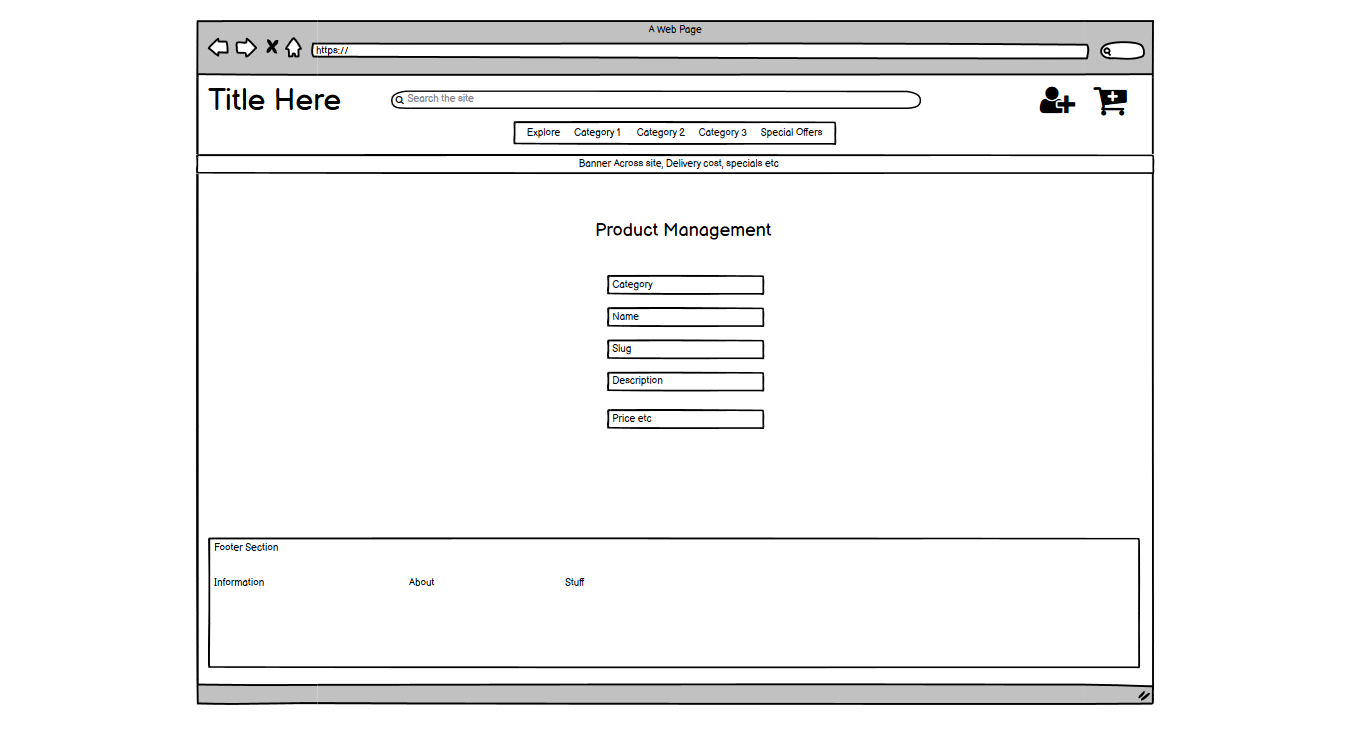 A Web Page
https://
Title Here
Search the site
Explore Category 1 Category 2 Category 3 Special Offers
Banner Across site, Delivery cost, specials etc
Product Management
Category
Name
Slug
Description
Price etc
Footer Section
Information About Stuff